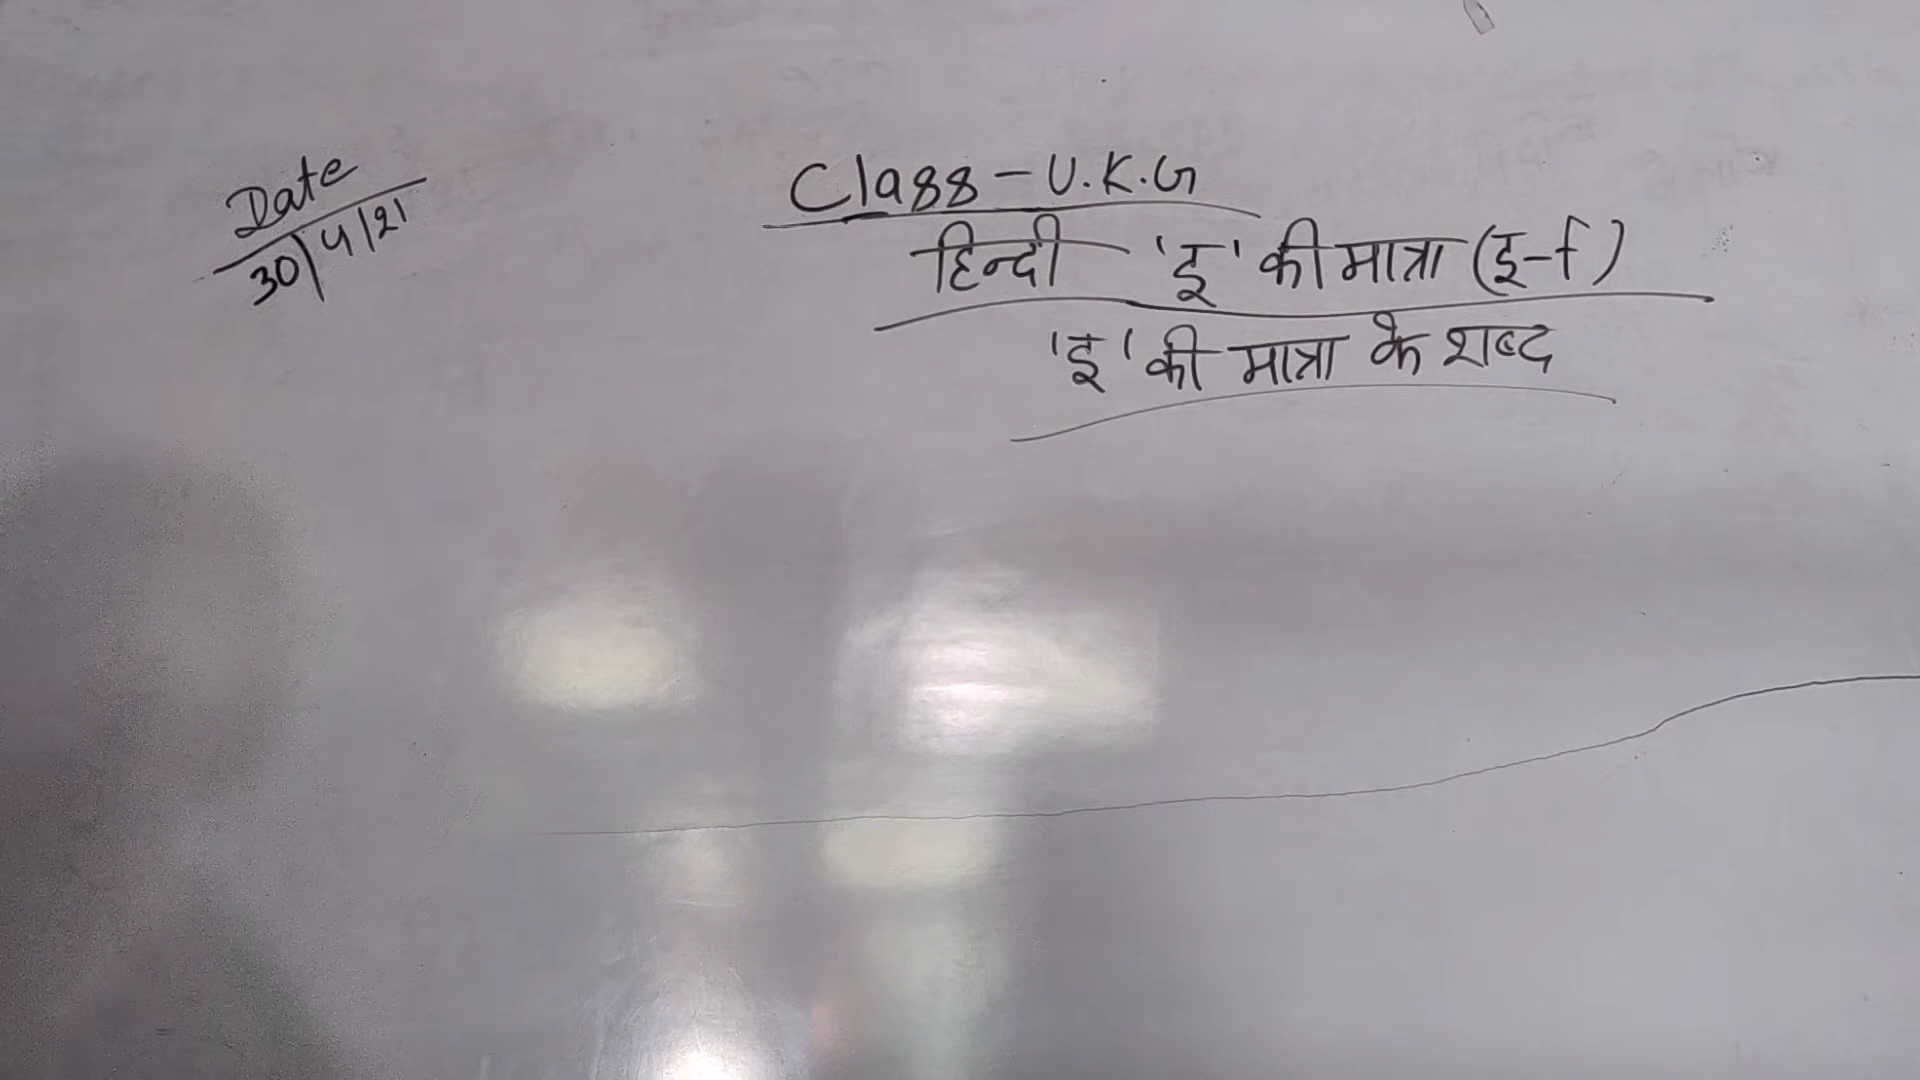 Date
30/4/21
Class - U.K.G
हिन्दी 'इ' की मात्रा (इ-ि)
'इ' की मात्रा के शब्द